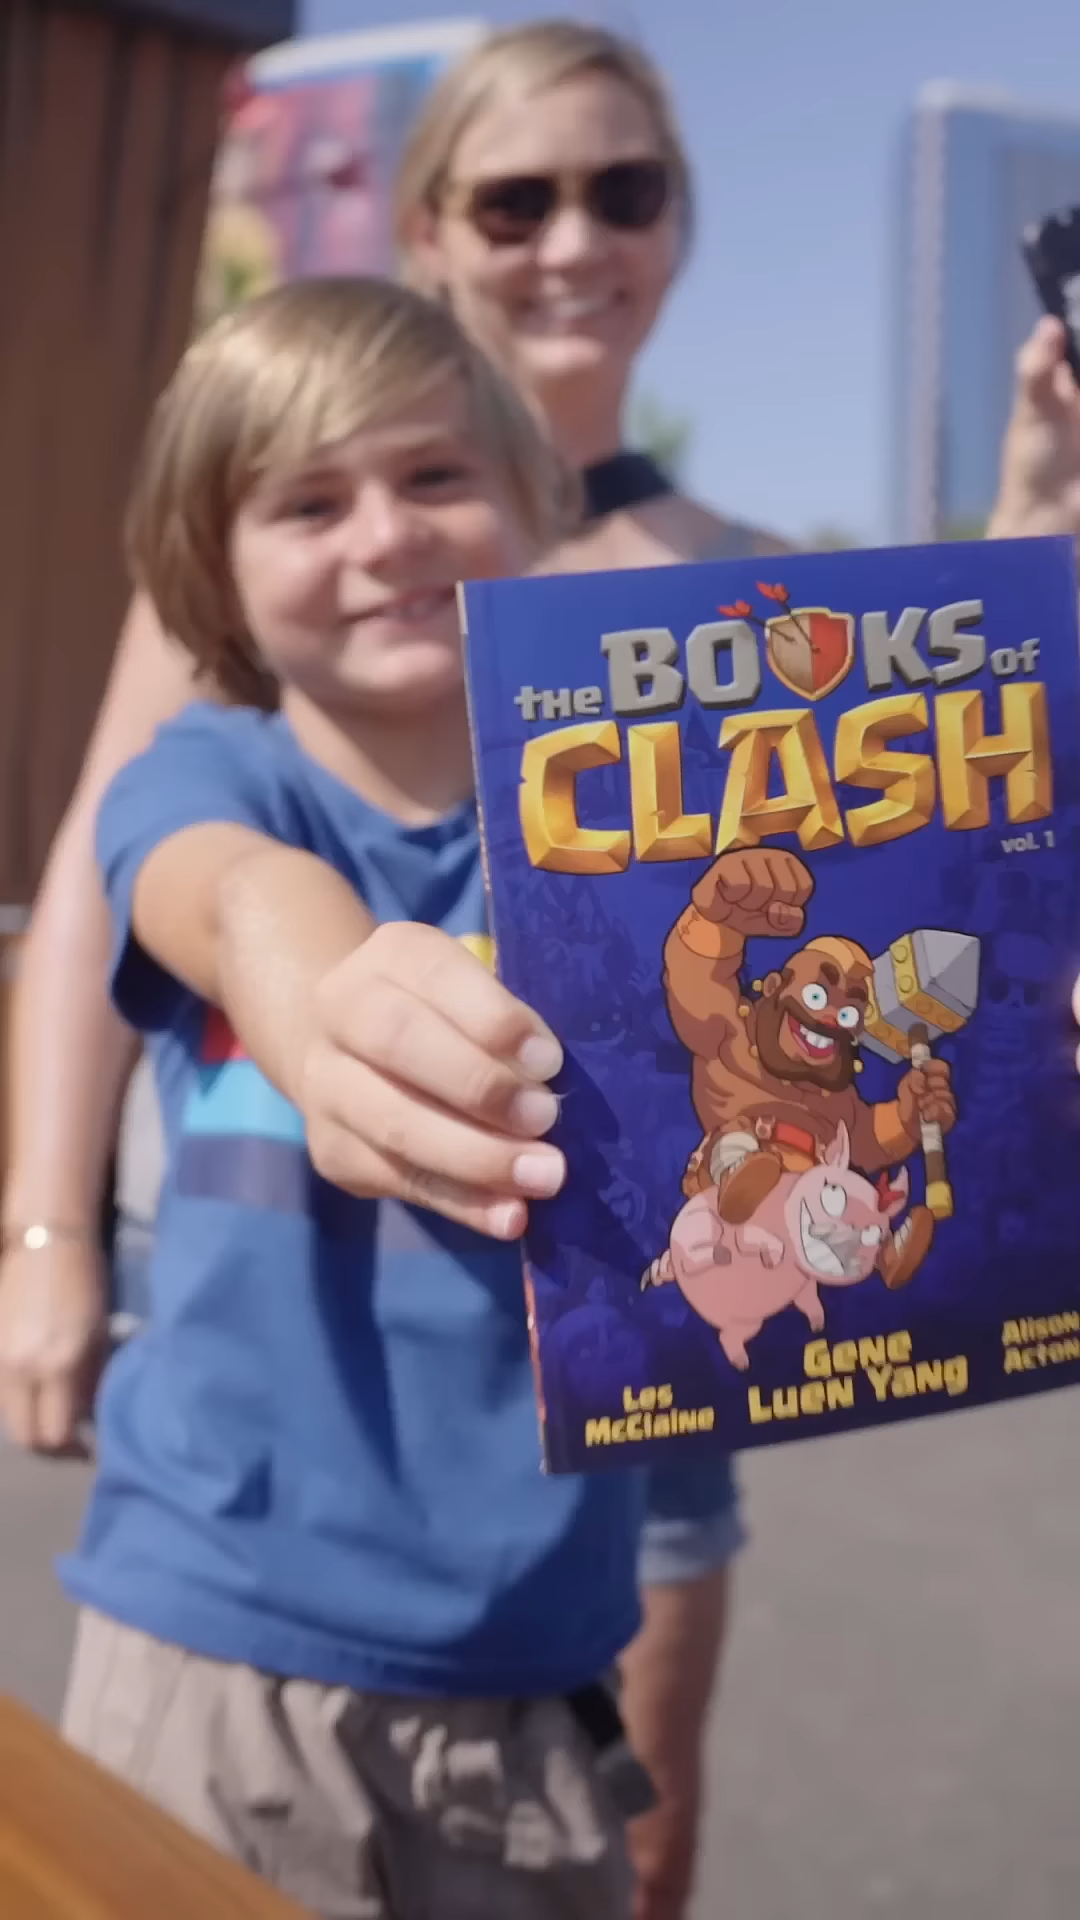 the BOOKS of
CLASH
vol. 1
Gene
Luen Yang
Les
McClaine
Alison
Acton